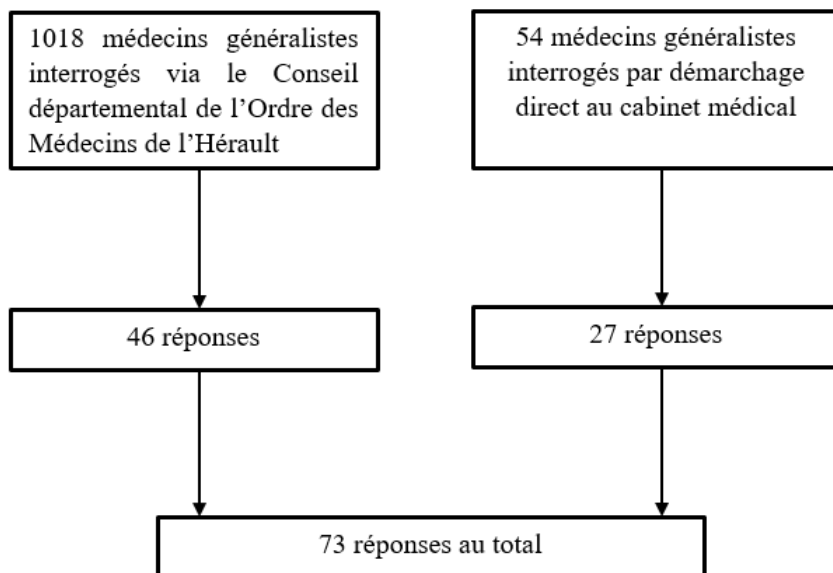 1018 médecins généralistes
interrogés via le Conseil
départemental de l'Ordre des
Médecins de l'Hérault
54 médecins généralistes
interrogés par démarchage
direct au cabinet médical
46 réponses
27 réponses
73 réponses au total